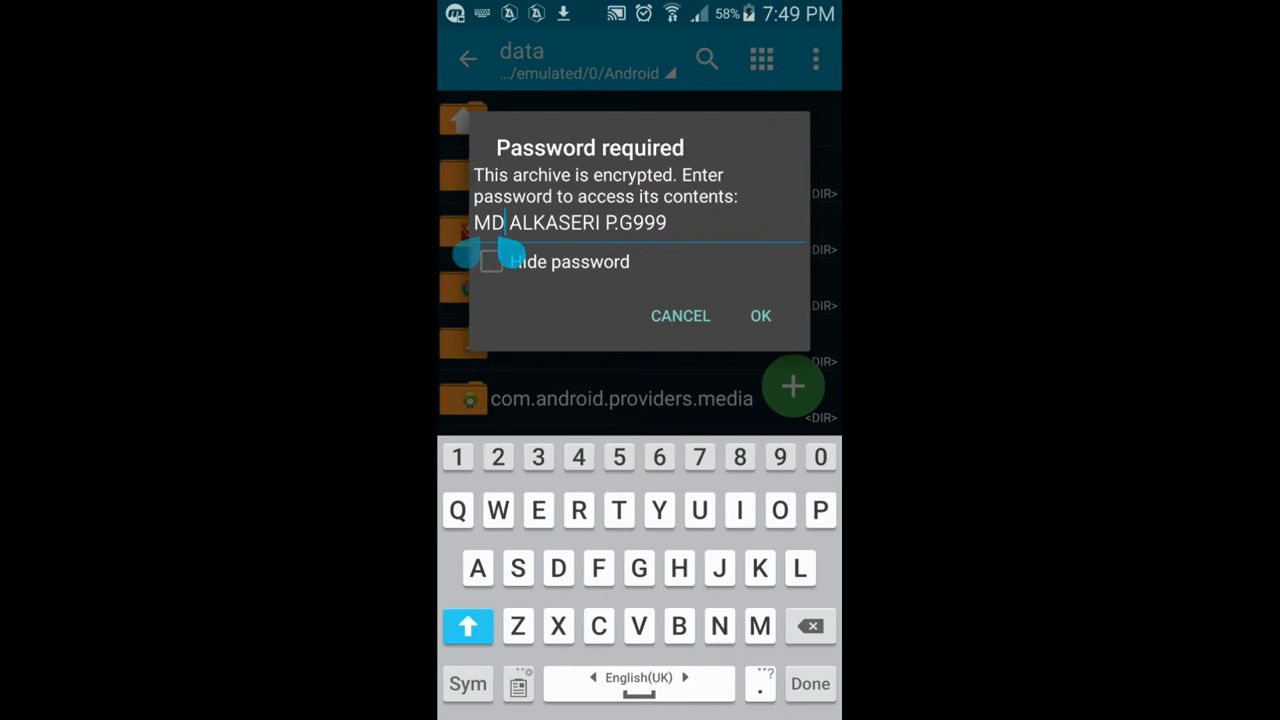 58% 7:49 PM
data
.../emulated/0/Android
Password required
This archive is encrypted. Enter
password to access its contents:
MD ALKASERI P.G999
Hide password
CANCEL OK
<DIR>
<DIR>
<DIR>
com.android.providers.media
<DIR>
1 2 3 4 5 6 7 8 9 0
Q W E R T Y U I O P
A S D F G H J K L
Z X C V B N M
Sym English(UK) . ,,? Done